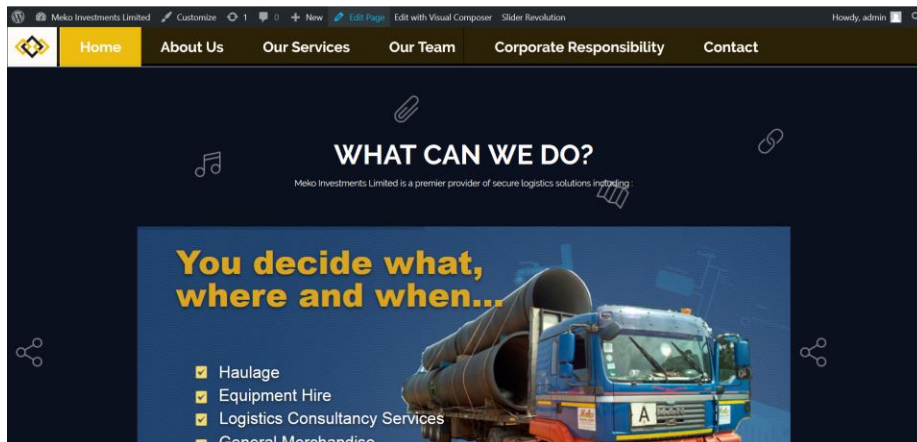 Meko Investments Limited Customize 1 0 New Edit Page Edit with Visual Composer Slider Revolution Howdy, admin
Home About Us Our Services Our Team Corporate Responsibility Contact
WHAT CAN WE DO?
Meko Investments Limited is a premier provider of secure logistics solutions including :
You decide what,
where and when...
Haulage
Equipment Hire
Logistics Consultancy Services
General Merchandise
A